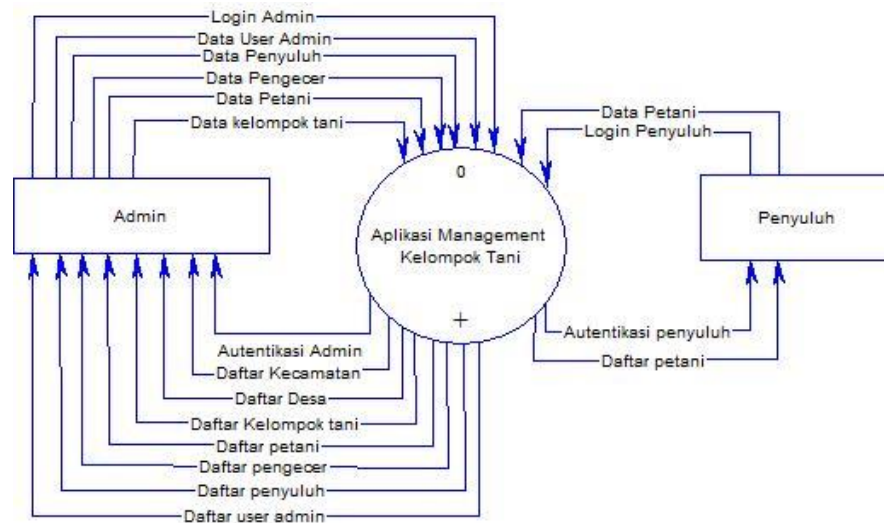 Login Admin
Data User Admin
Data Penyuluh
Data Pengecer
Data Petani
Data kelompok tani
Data Petani
Login Penyuluh
0
Admin
Aplikasi Management
Kelompok Tani
Penyuluh
+
Autentikasi penyuluh
Daftar petani
Autentikasi Admin
Daftar Kecamatan
Daftar Desa
Daftar Kelompok tani
Daftar petani
Daftar pengecer
Daftar penyuluh
Daftar user admin